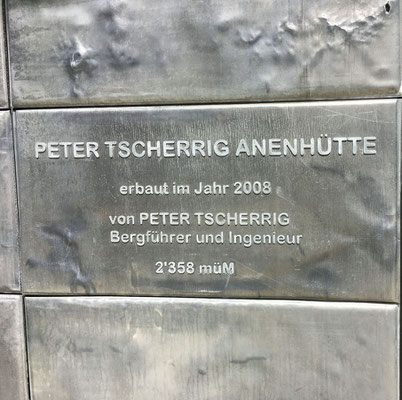 PETER TSCHERRIG ANENHÜTTE
erbaut im Jahr 2008
von PETER TSCHERRIG
Bergführer und Ingenieur
2'358 müM